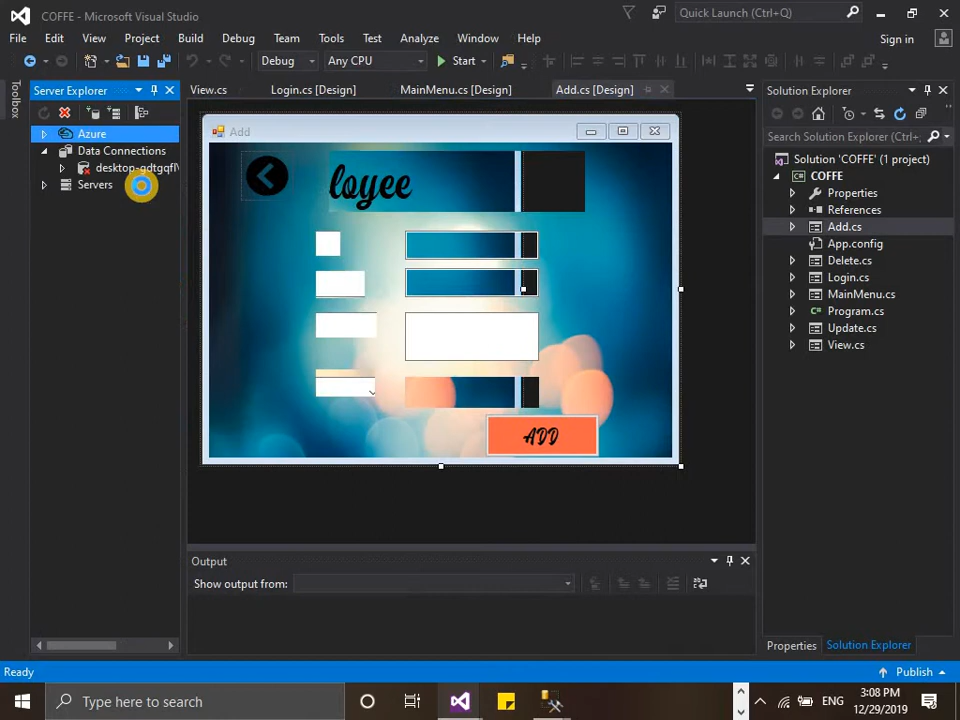 COFFE - Microsoft Visual Studio
Quick Launch (Ctrl+Q)
File Edit View Project Build Debug Team Tools Test Analyze Window Help
Sign in
Debug Any CPU Start
Toolbox
Server Explorer
Azure
Data Connections
desktop-gdtgqfl
Servers
View.cs Login.cs [Design] MainMenu.cs [Design] Add.cs [Design]
Add
loyee
ADD
Output
Show output from:
Solution Explorer
Search Solution Explorer (Ctrl+;)
Solution 'COFFE' (1 project)
COFFE
Properties
References
Add.cs
App.config
Delete.cs
Login.cs
MainMenu.cs
Program.cs
Update.cs
View.cs
Properties Solution Explorer
Ready
Publish
Type here to search
ENG
3:08 PM
12/29/2019